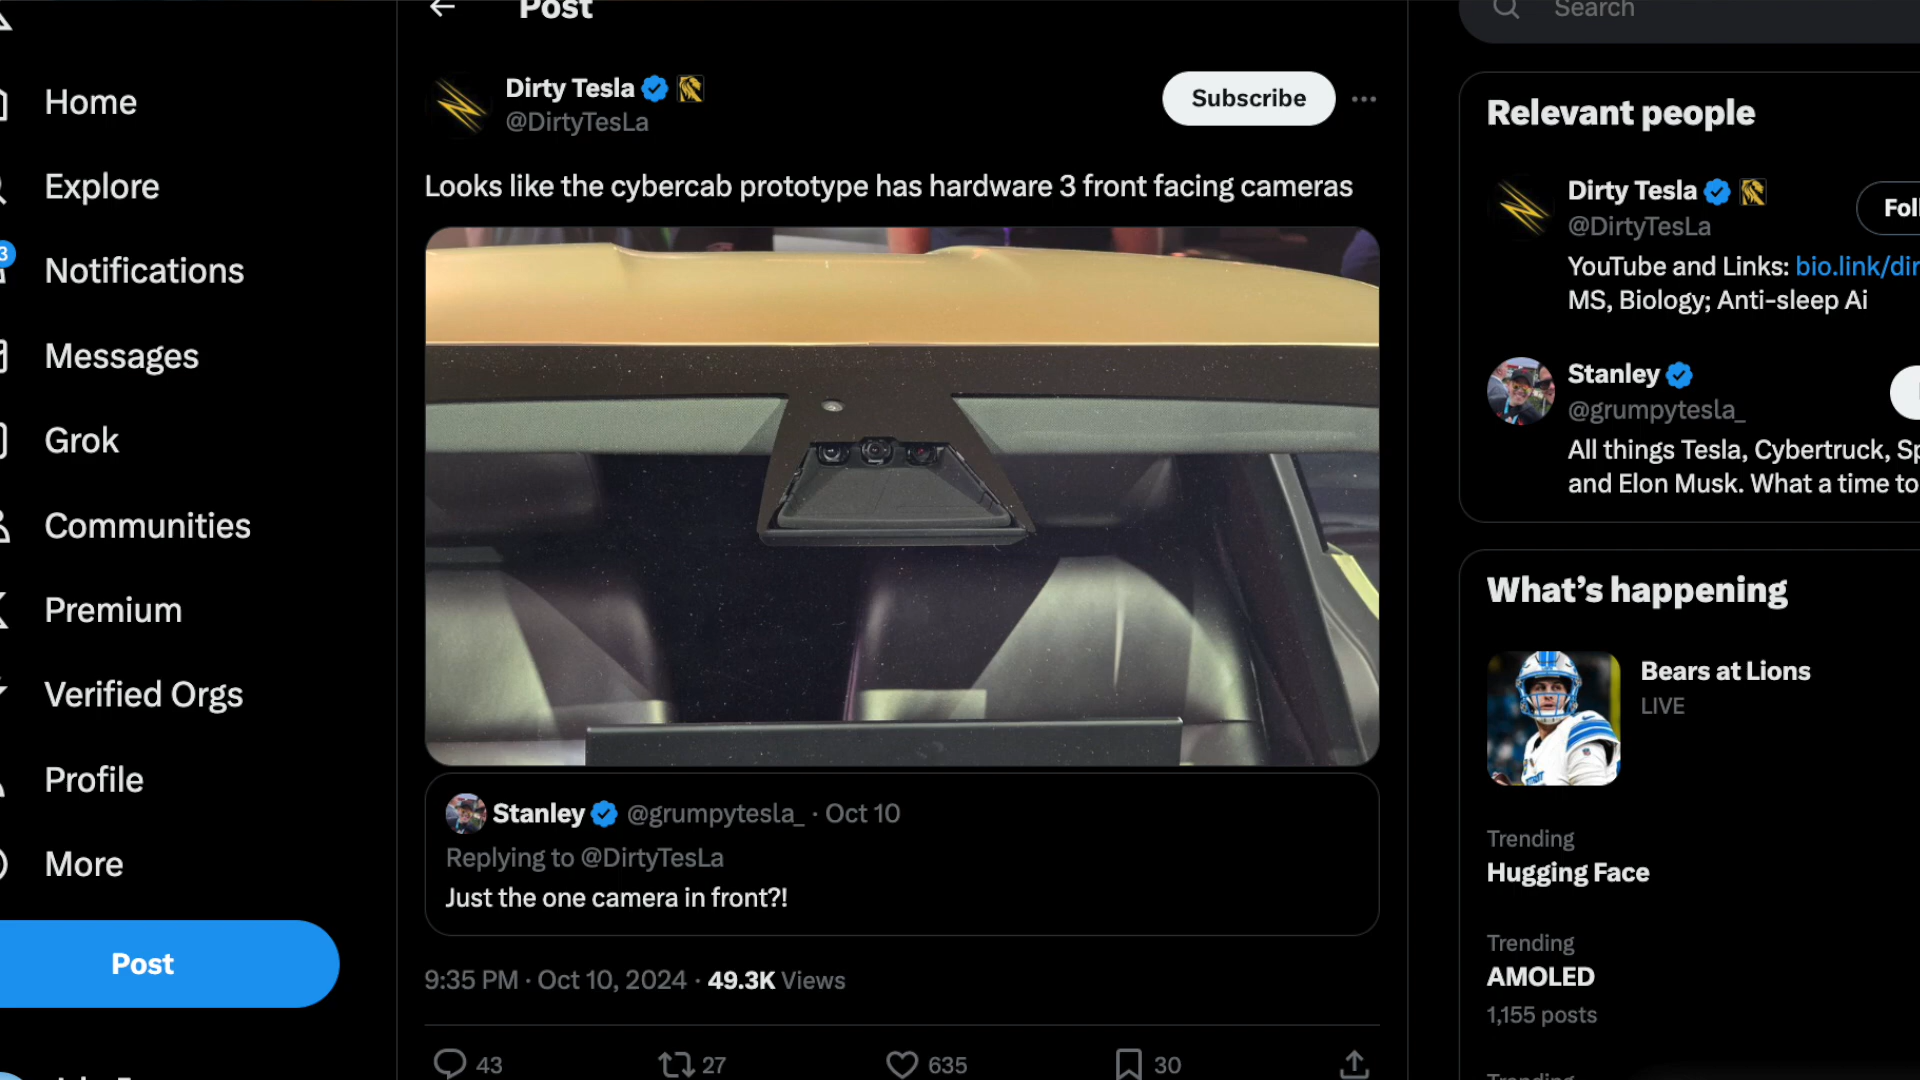 Post
Search
Home
Explore
3
Notifications
Messages
Grok
Communities
Premium
Verified Orgs
Profile
More
Post
Dirty Tesla
@DirtyTesLa
Subscribe
Looks like the cybercab prototype has hardware 3 front facing cameras
Stanley @grumpytesla_ · Oct 10
Replying to @DirtyTesLa
Just the one camera in front?!
9:35 PM · Oct 10, 2024 · 49.3K Views
43 27 635 30
Relevant people
Dirty Tesla
@DirtyTesLa
Foll
YouTube and Links: bio.link/dir
MS, Biology; Anti-sleep Ai
Stanley
@grumpytesla_
All things Tesla, Cybertruck, Sp
and Elon Musk. What a time to
What's happening
Bears at Lions
LIVE
Trending
Hugging Face
Trending
AMOLED
1,155 posts
Trending